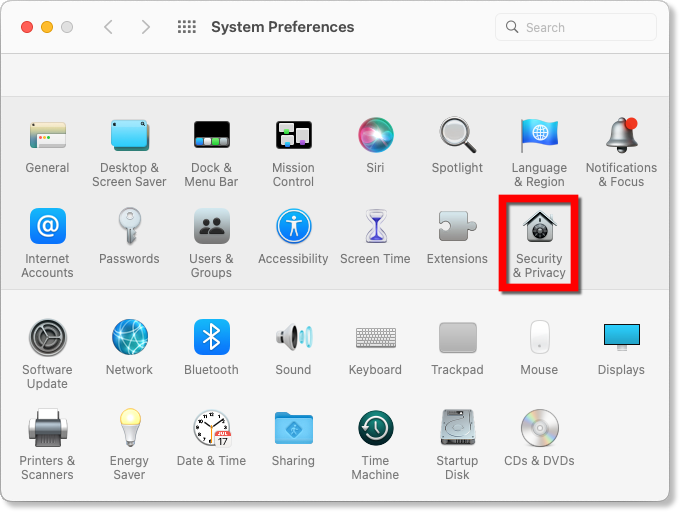 System Preferences
Search
General
Desktop &
Screen Saver
Dock &
Menu Bar
Mission
Control
Siri
Spotlight
Language
& Region
Notifications
& Focus
@
Internet
Accounts
Passwords
Users &
Groups
Accessibility
Screen Time
Extensions
Security
& Privacy
Software
Update
Network
Bluetooth
Sound
Keyboard
Trackpad
Mouse
Displays
Printers &
Scanners
Energy
Saver
JUL
17
Date & Time
Sharing
Time
Machine
Startup
Disk
CDs & DVDs